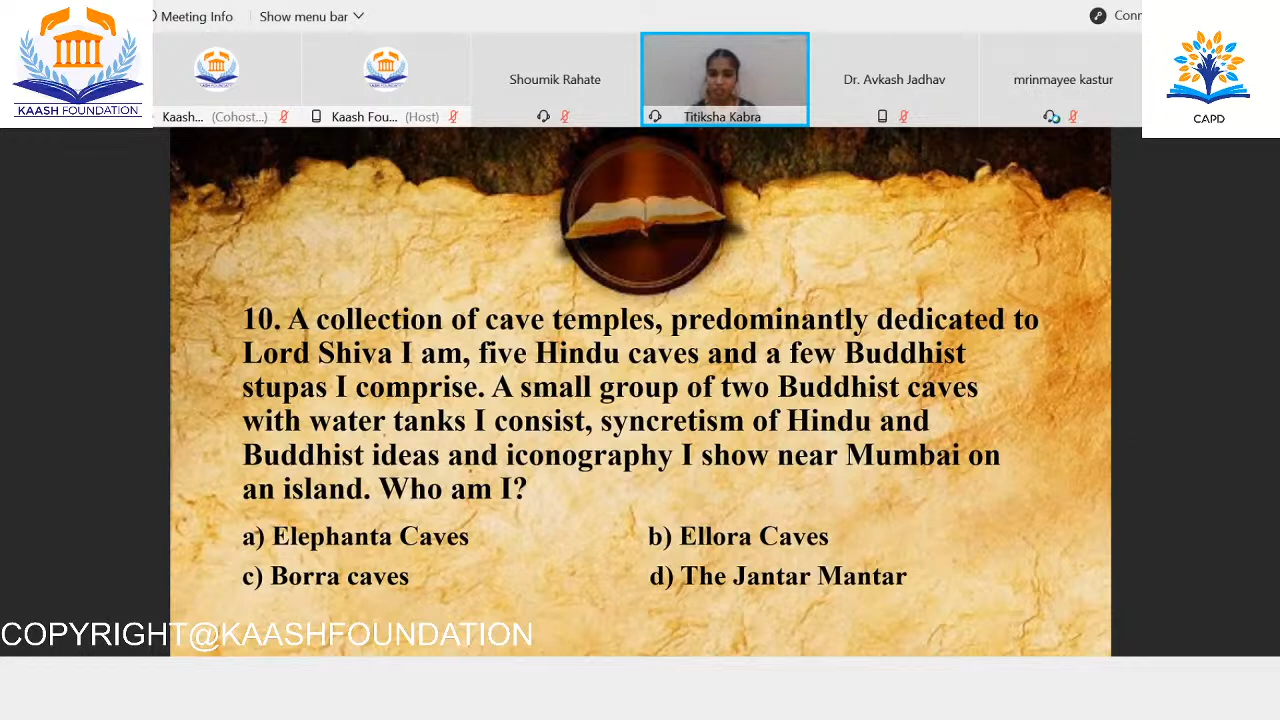 Meeting Info Show menu bar
Conn
KAASH FOUNDATION
CAPD
Shoumik Rahate
Dr. Avkash Jadhav
mrinmayee kastur
Kaash... (Cohost...)
Kaash Fou... (Host)
Titiksha Kabra
10. A collection of cave temples, predominantly dedicated to
Lord Shiva I am, five Hindu caves and a few Buddhist
stupas I comprise. A small group of two Buddhist caves
with water tanks I consist, syncretism of Hindu and
Buddhist ideas and iconography I show near Mumbai on
an island. Who am I?
a) Elephanta Caves
b) Ellora Caves
c) Borra caves
d) The Jantar Mantar
COPYRIGHT@KAASHFOUNDATION